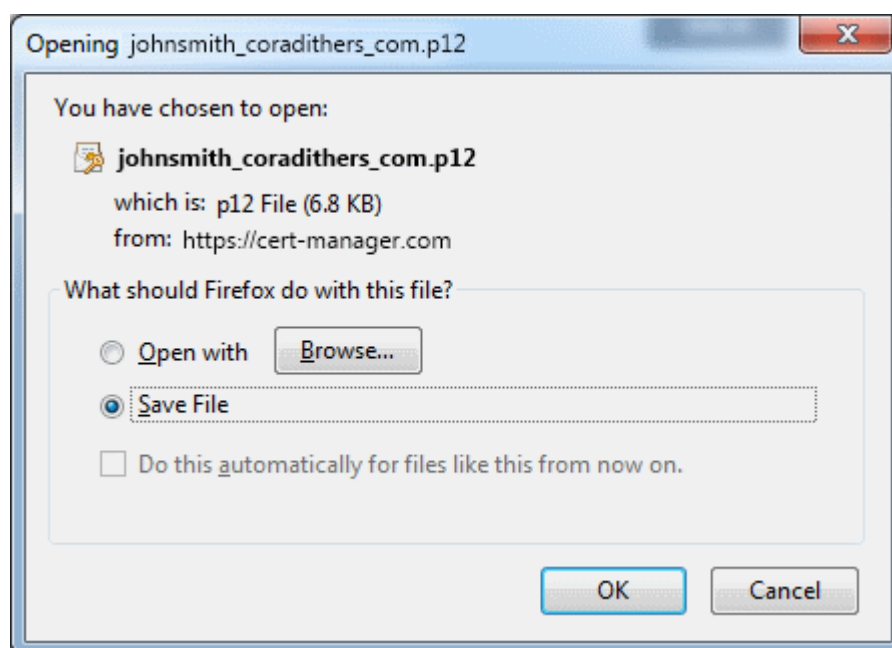 Opening johnsmith_coradithers_com.p12
You have chosen to open:
johnsmith_coradithers_com.p12
which is: p12 File (6.8 KB)
from: https://cert-manager.com
What should Firefox do with this file?
Open with Browse...
Save File
Do this automatically for files like this from now on.
OK Cancel